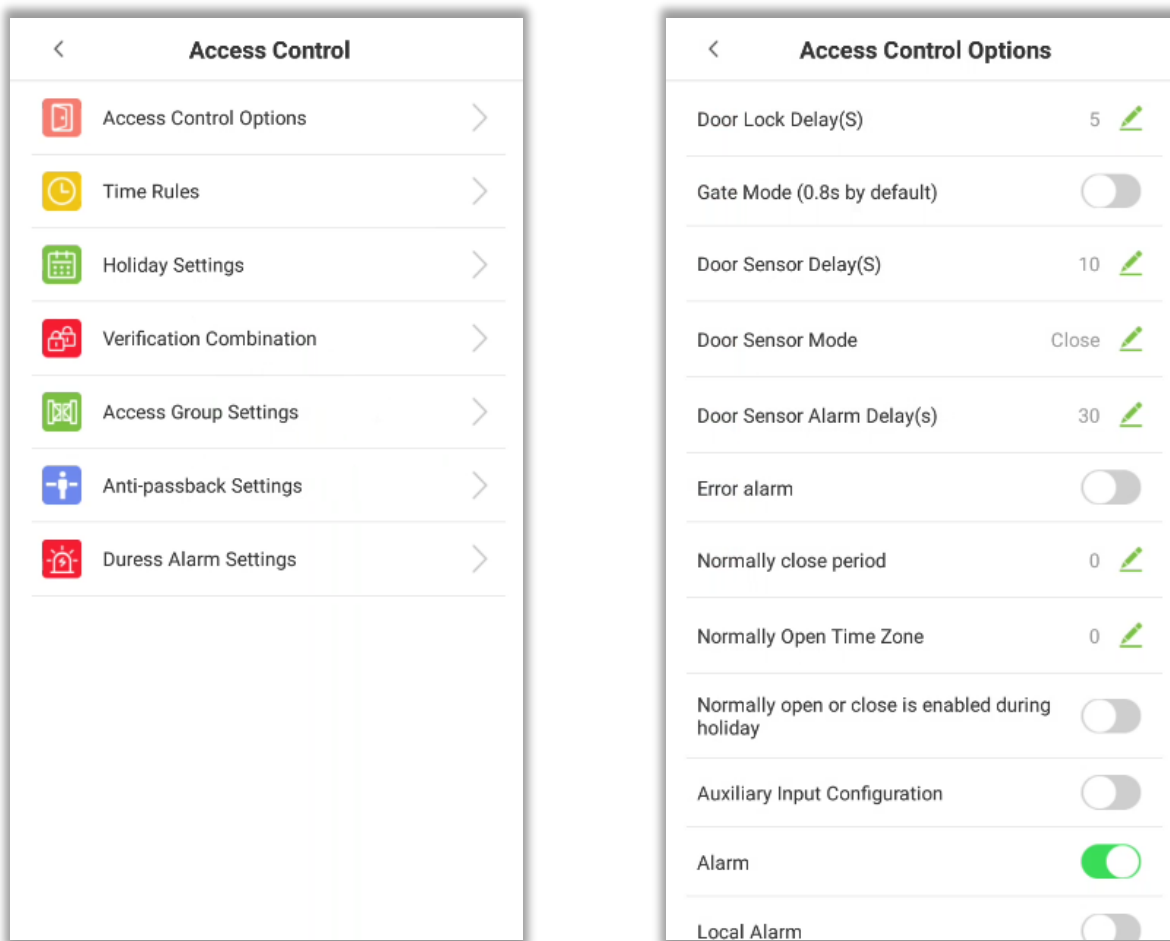 Access Control
Access Control Options
Time Rules
Holiday Settings
Verification Combination
Access Group Settings
Anti-passback Settings
Duress Alarm Settings
Access Control Options
Door Lock Delay(S) 5
Gate Mode (0.8s by default)
Door Sensor Delay(S) 10
Door Sensor Mode Close
Door Sensor Alarm Delay(s) 30
Error alarm
Normally close period 0
Normally Open Time Zone 0
Normally open or close is enabled during
holiday
Auxiliary Input Configuration
Alarm
Local Alarm